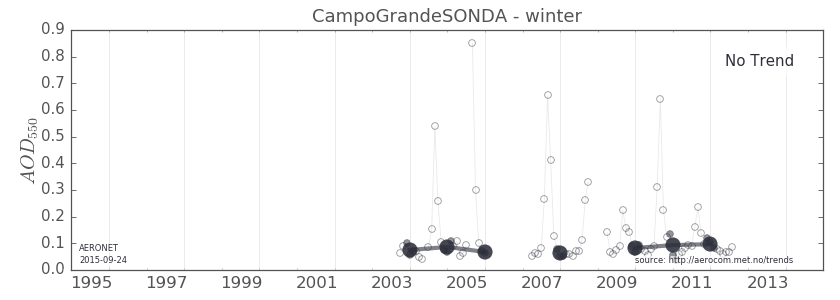 CampoGrandeSONDA - winter
No Trend
AOD550
0.9
0.8
0.7
0.6
0.5
0.4
0.3
0.2
0.1
0.0
AERONET
2015-09-24
source: http://aerocom.met.no/trends
1995 1997 1999 2001 2003 2005 2007 2009 2011 2013